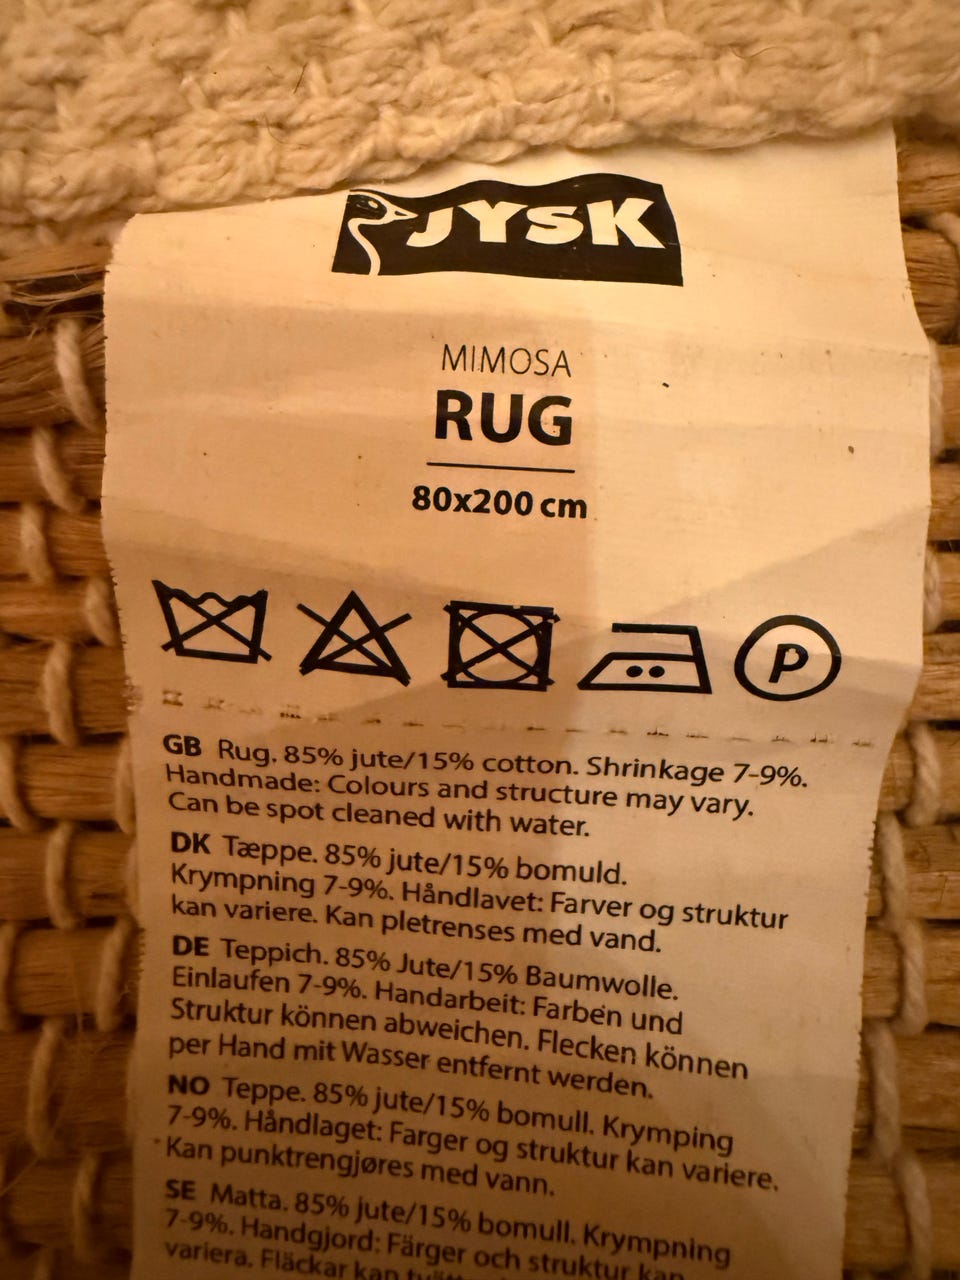 JYSK
MIMOSA
RUG
80x200 cm
P
GB Rug. 85% jute/15% cotton. Shrinkage 7-9%.
Handmade: Colours and structure may vary.
Can be spot cleaned with water.
DK Tæppe. 85% jute/15% bomuld.
Krympning 7-9%. Håndlavet: Farver og struktur
kan variere. Kan pletrenses med vand.
DE Teppich. 85% Jute/15% Baumwolle.
Einlaufen 7-9%. Handarbeit: Farben und
Struktur können abweichen. Flecken können
per Hand mit Wasser entfernt werden.
NO Teppe. 85% jute/15% bomull. Krymping
7-9%. Håndlaget: Farger og struktur kan variere.
Kan punktrengjøres med vann.
SE Matta. 85% jute/15% bomull. Krympning
7-9%. Handgjord: Färger och struktur kan
variera. Fläckar kan